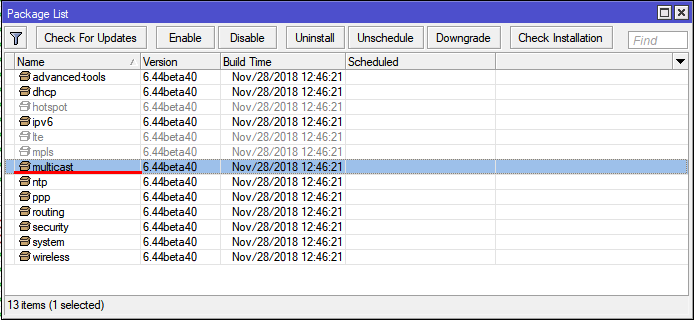 Package List
Check For Updates Enable Disable Uninstall Unschedule Downgrade Check Installation Find
Name Version Build Time Scheduled
advanced-tools 6.44beta40 Nov/28/2018 12:46:21
dhcp 6.44beta40 Nov/28/2018 12:46:21
hotspot 6.44beta40 Nov/28/2018 12:46:21
ipv6 6.44beta40 Nov/28/2018 12:46:21
lte 6.44beta40 Nov/28/2018 12:46:21
mpls 6.44beta40 Nov/28/2018 12:46:21
multicast 6.44beta40 Nov/28/2018 12:46:21
ntp 6.44beta40 Nov/28/2018 12:46:21
ppp 6.44beta40 Nov/28/2018 12:46:21
routing 6.44beta40 Nov/28/2018 12:46:21
security 6.44beta40 Nov/28/2018 12:46:21
system 6.44beta40 Nov/28/2018 12:46:21
wireless 6.44beta40 Nov/28/2018 12:46:21
13 items (1 selected)